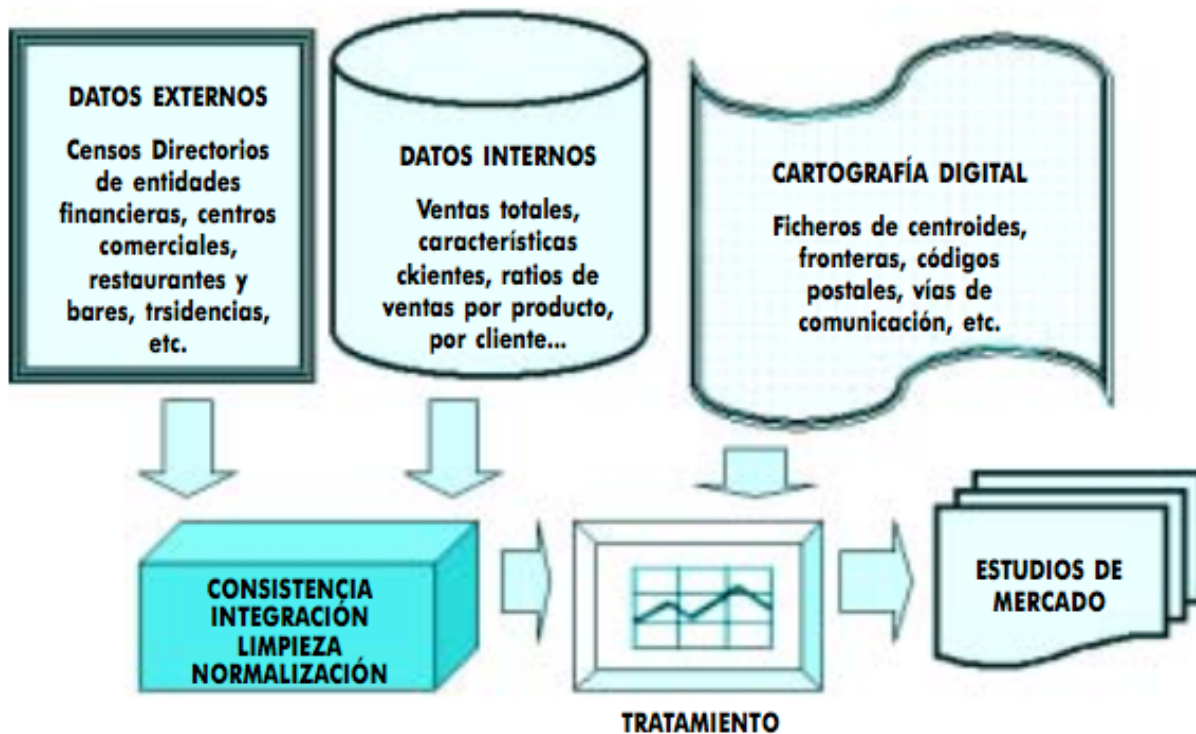 DATOS EXTERNOS
Censos Directorios
de entidades
financieras, centros
comerciales,
restaurantes y
bares, trsidencias,
etc.
DATOS INTERNOS
Ventas totales,
características
ckientes, ratios de
ventas por producto,
por cliente...
CARTOGRAFÍA DIGITAL
Ficheros de centroides,
fronteras, códigos
postales, vías de
comunicación, etc.
CONSISTENCIA
INTEGRACIÓN
LIMPIEZA
NORMALIZACIÓN
TRATAMIENTO
ESTUDIOS DE
MERCADO